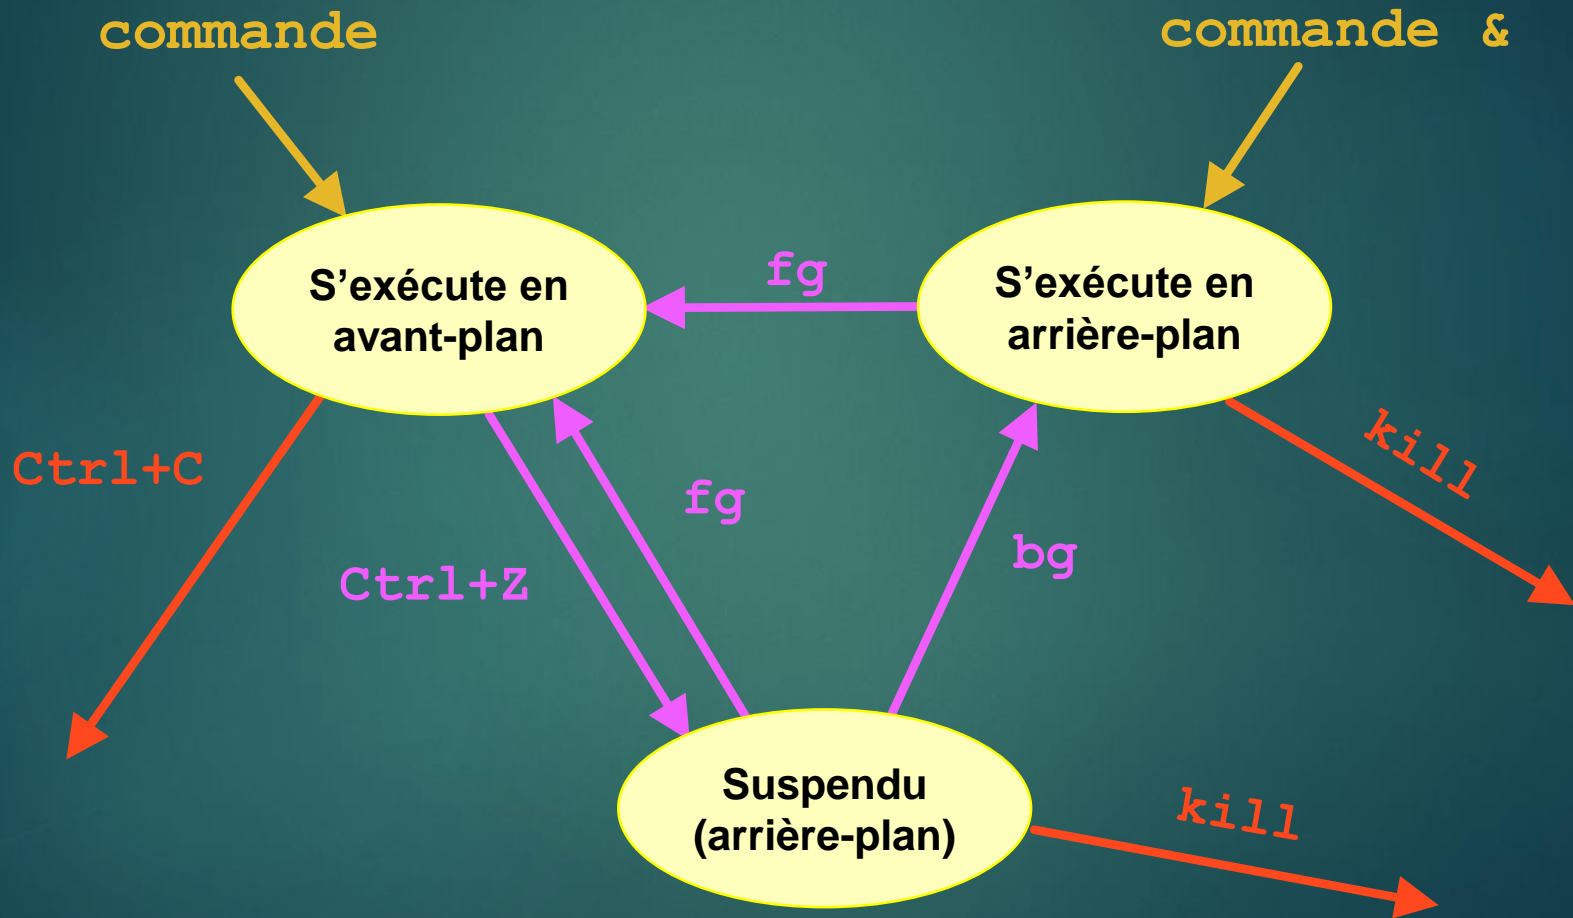 commande
commande &
S’exécute en
avant-plan
fg
S’exécute en
arrière-plan
Ctrl+C
kill
fg
Ctrl+Z
bg
Suspendu
(arrière-plan)
kill